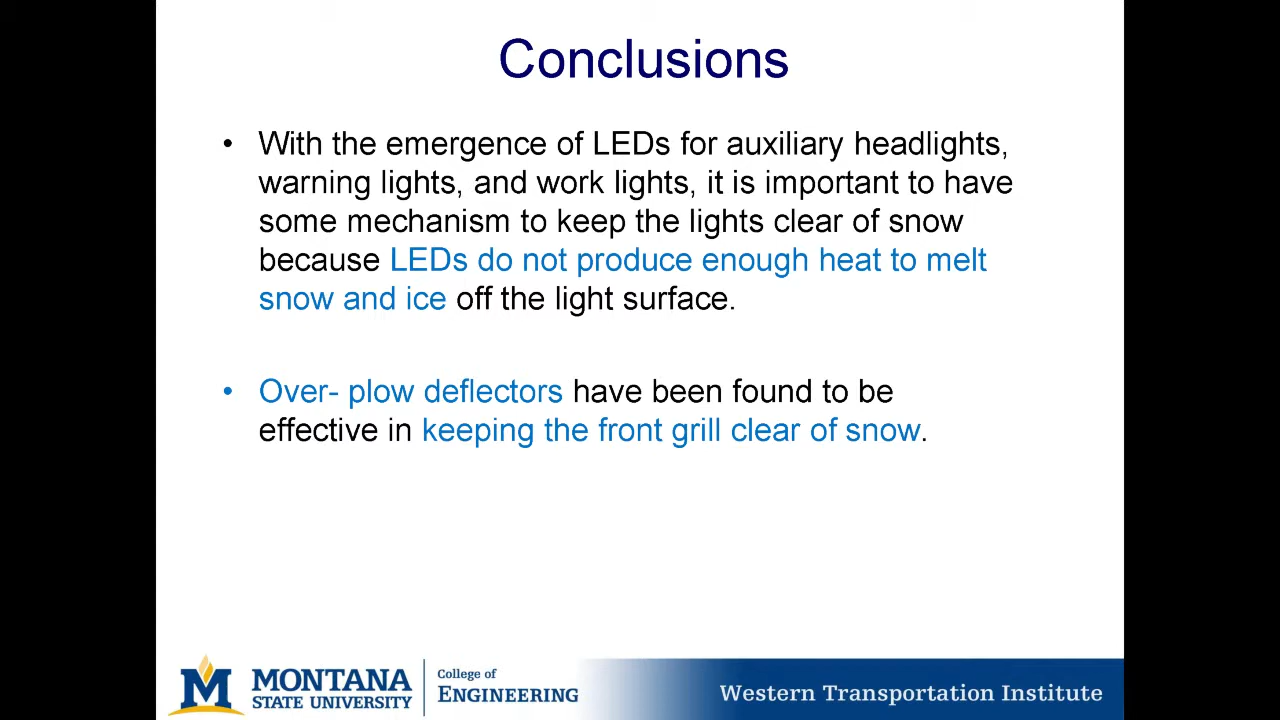 Conclusions
• With the emergence of LEDs for auxiliary headlights,
warning lights, and work lights, it is important to have
some mechanism to keep the lights clear of snow
because LEDs do not produce enough heat to melt
snow and ice off the light surface.
• Over- plow deflectors have been found to be
effective in keeping the front grill clear of snow.
M
MONTANA
STATE UNIVERSITY
College of
ENGINEERING
Western Transportation Institute